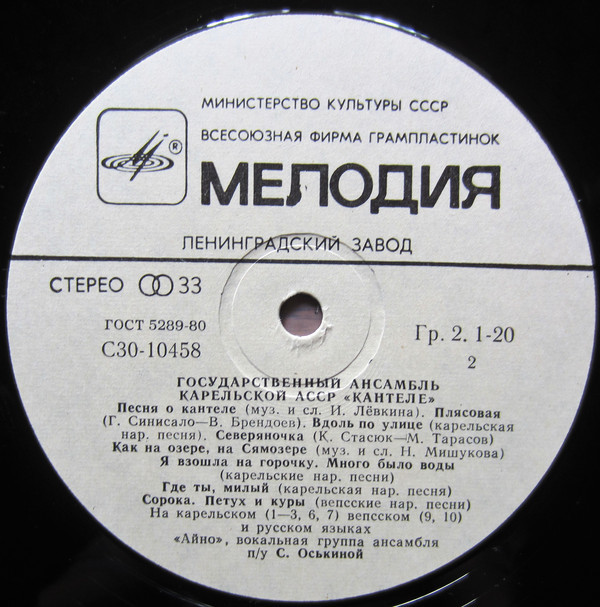 МИНИСТЕРСТВО КУЛЬТУРЫ СССР
ВСЕСОЮЗНАЯ ФИРМА ГРАМПЛАСТИНОК
®
МЕЛОДИЯ
ЛЕНИНГРАДСКИЙ ЗАВОД
СТЕРЕО 33
ГОСТ 5289-80
С30-10458
Гр. 2. 1-20
2
ГОСУДАРСТВЕННЫЙ АНСАМБЛЬ
КАРЕЛЬСКОЙ АССР «КАНТЕЛЕ»
Песня о кантеле (муз. и сл. И. Лёвкина). Плясовая
(Г. Синисало—В. Брендоев). Вдоль по улице (карельская
нар. песня). Северяночка (К. Стасюк—М. Тарасов)
Как на озере, на Сямозере (муз. и сл. Н. Мишукова)
Я взошла на горочку. Много было воды
(карельские нар. песни)
Где ты, милый (карельская нар. песня)
Сорока. Петух и куры (вепсские нар. песни)
На карельском (1—3, 6, 7) вепсском (9, 10)
и русском языках
«Айно», вокальная группа ансамбля
п/у С. Оськиной